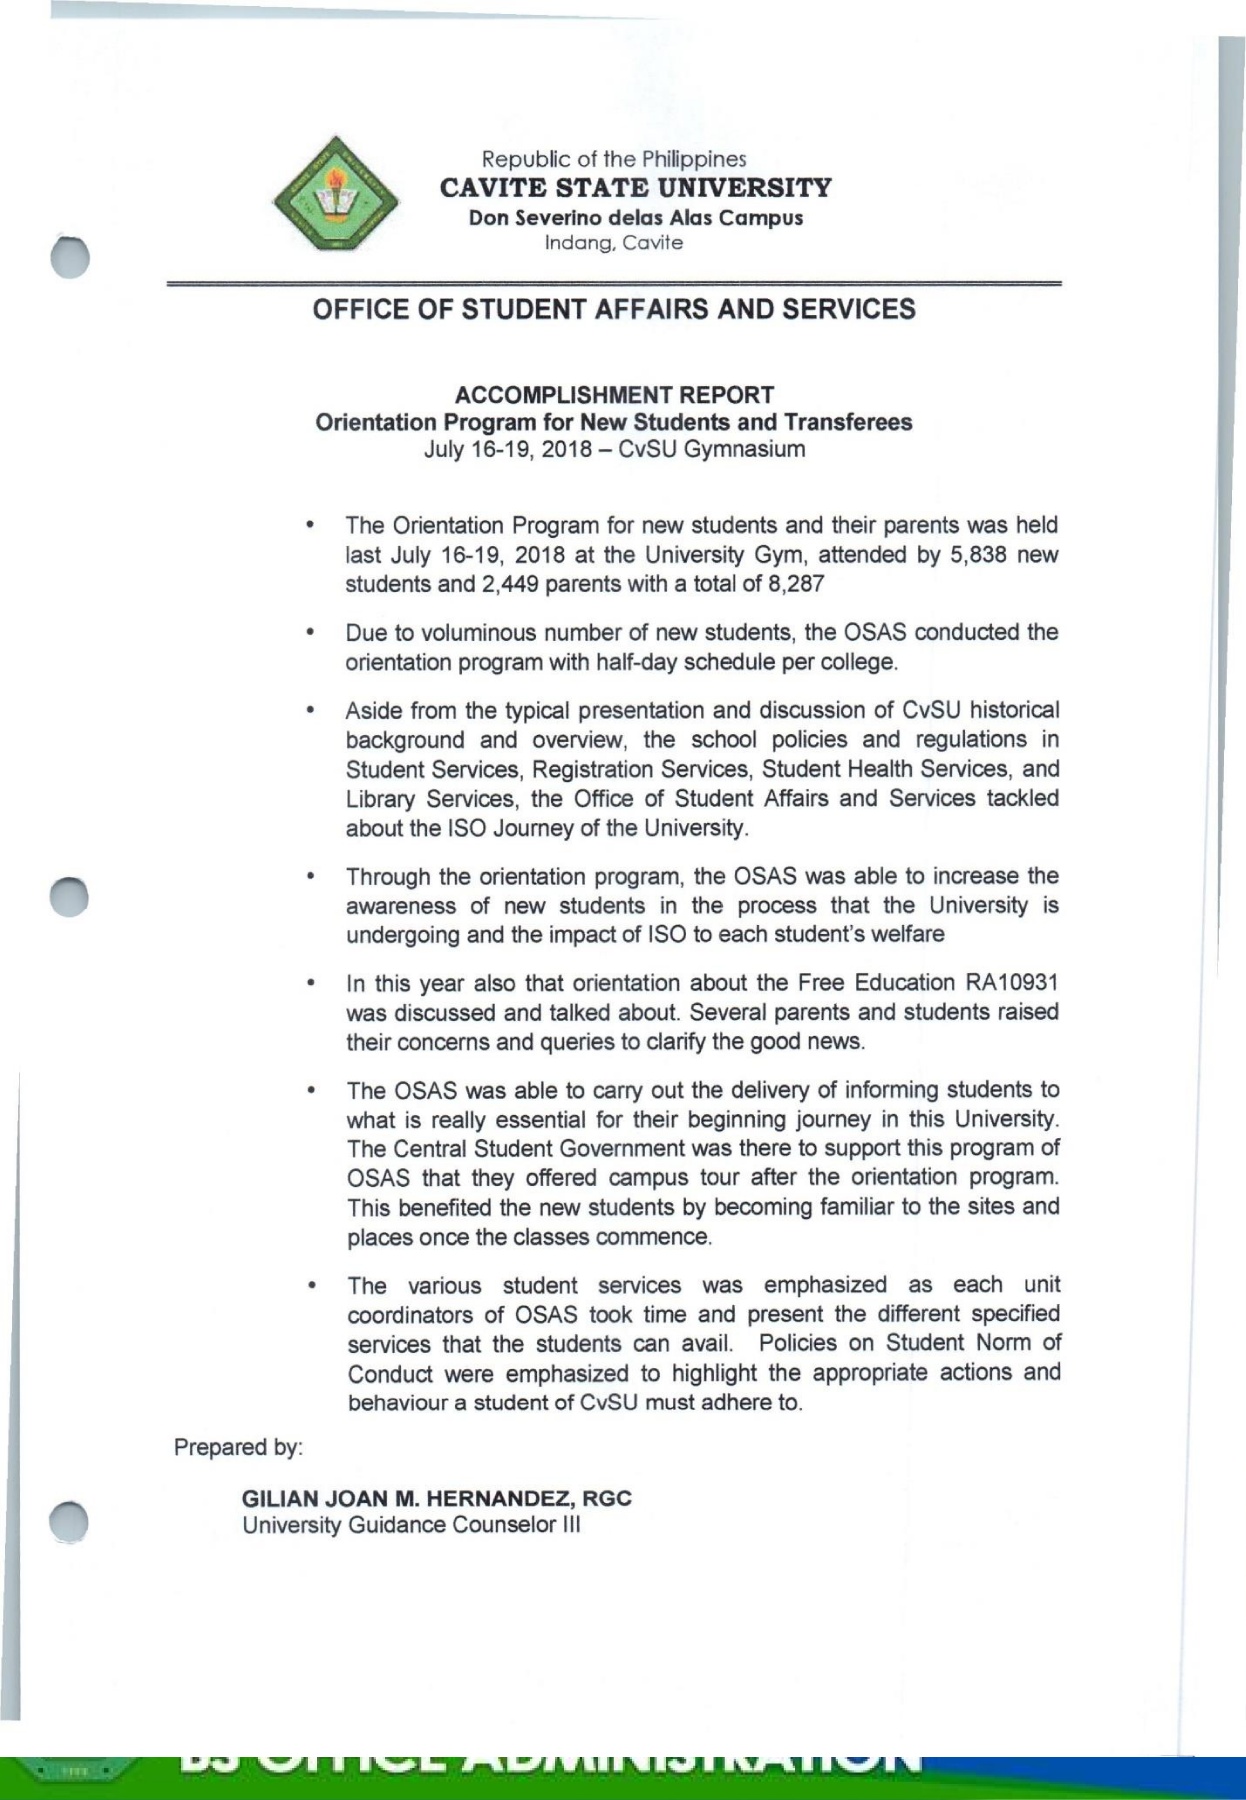 Republic of the Philippines
CAVITE STATE UNIVERSITY
Don Severino delas Alas Campus
Indang, Cavite
OFFICE OF STUDENT AFFAIRS AND SERVICES
ACCOMPLISHMENT REPORT
Orientation Program for New Students and Transferees
July 16-19, 2018 – CvSU Gymnasium
• The Orientation Program for new students and their parents was held
last July 16-19, 2018 at the University Gym, attended by 5,838 new
students and 2,449 parents with a total of 8,287
• Due to voluminous number of new students, the OSAS conducted the
orientation program with half-day schedule per college.
• Aside from the typical presentation and discussion of CvSU historical
background and overview, the school policies and regulations in
Student Services, Registration Services, Student Health Services, and
Library Services, the Office of Student Affairs and Services tackled
about the ISO Journey of the University.
• Through the orientation program, the OSAS was able to increase the
awareness of new students in the process that the University is
undergoing and the impact of ISO to each student's welfare
• In this year also that orientation about the Free Education RA10931
was discussed and talked about. Several parents and students raised
their concerns and queries to clarify the good news.
• The OSAS was able to carry out the delivery of informing students to
what is really essential for their beginning journey in this University.
The Central Student Government was there to support this program of
OSAS that they offered campus tour after the orientation program.
This benefited the new students by becoming familiar to the sites and
places once the classes commence.
• The various student services was emphasized as each unit
coordinators of OSAS took time and present the different specified
services that the students can avail. Policies on Student Norm of
Conduct were emphasized to highlight the appropriate actions and
behaviour a student of CvSU must adhere to.
Prepared by:
GILIAN JOAN M. HERNANDEZ, RGC
University Guidance Counselor III
BS OFFICE ADMINISTRATION